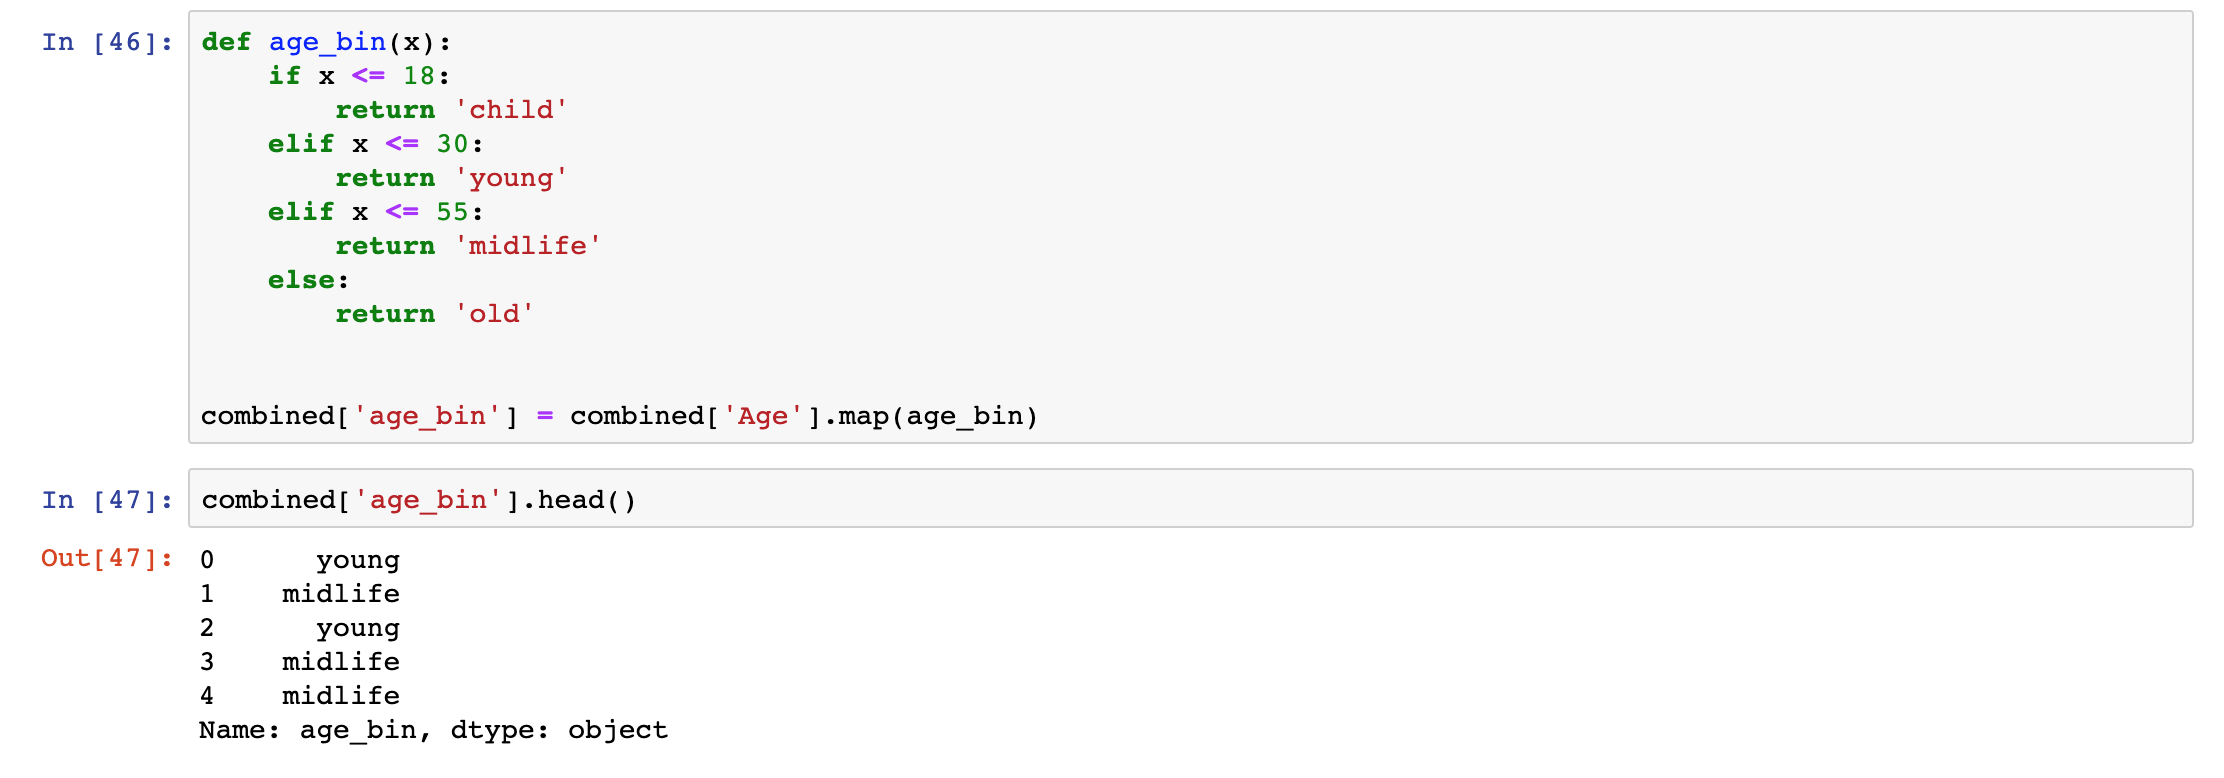 In [46]: def age_bin(x):
    if x <= 18:
        return 'child'
    elif x <= 30:
        return 'young'
    elif x <= 55:
        return 'midlife'
    else:
        return 'old'
combined['age_bin'] = combined['Age'].map(age_bin)
In [47]: combined['age_bin'].head()
Out[47]: 0      young
1    midlife
2      young
3    midlife
4    midlife
Name: age_bin, dtype: object